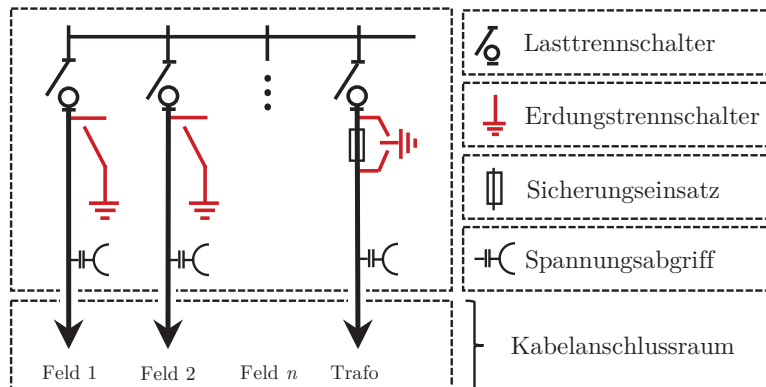 Lasttrennschalter
Erdungstrennschalter
Sicherungseinsatz
Spannungsabgriff
Kabelanschlussraum
Feld 1 Feld 2 Feld n Trafo